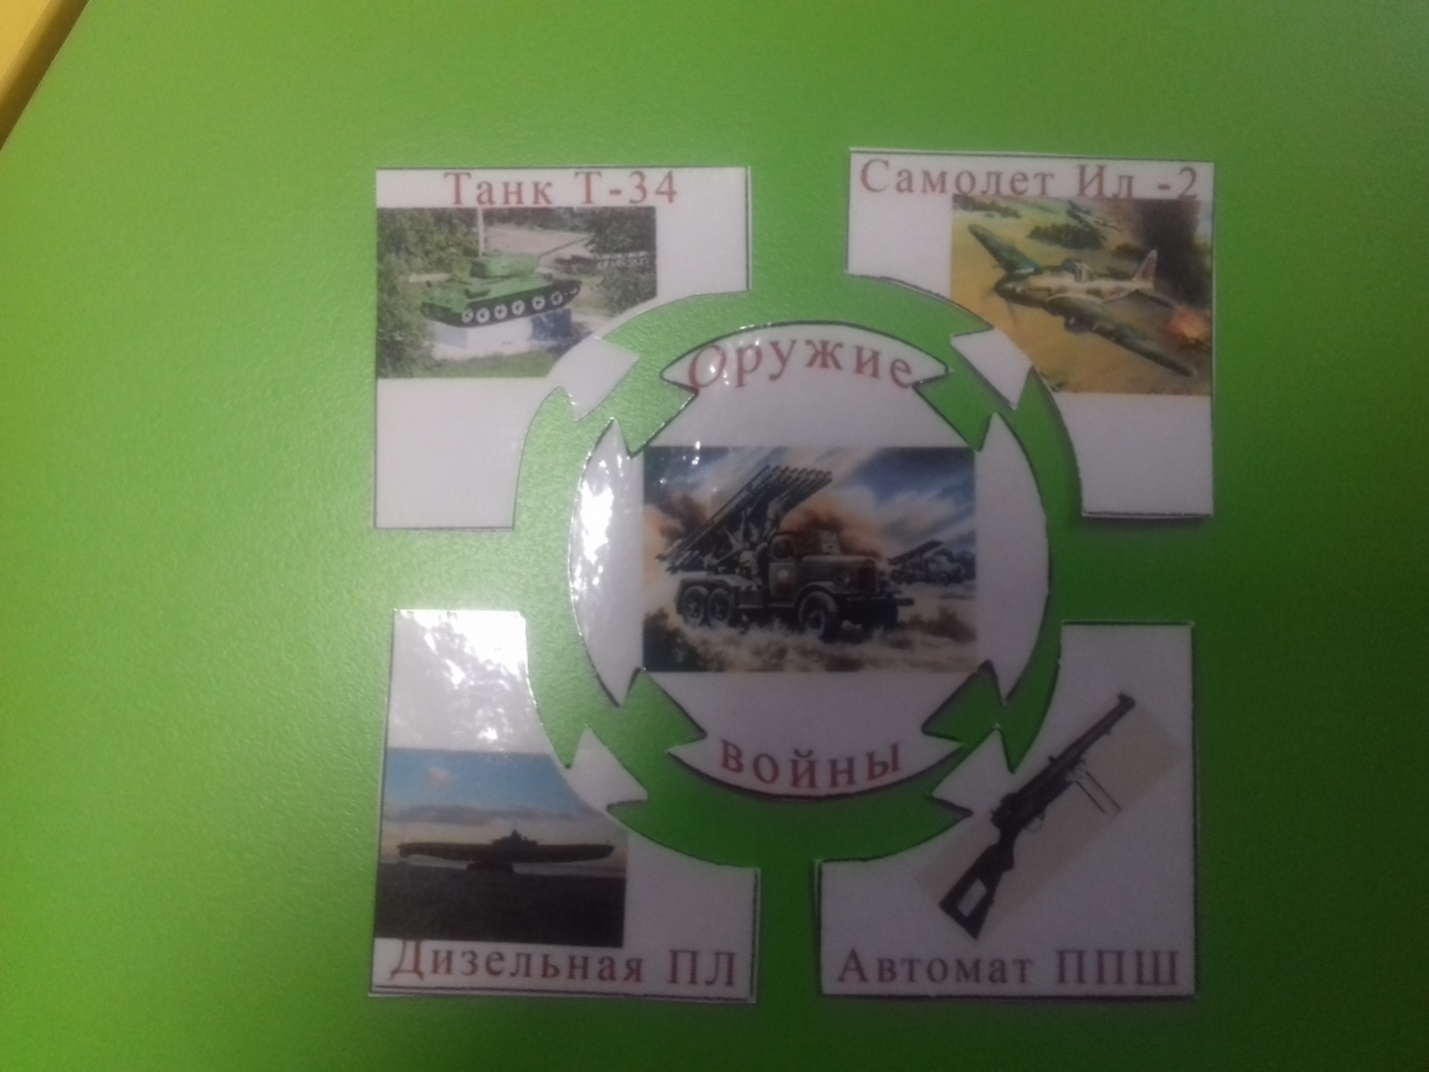 Танк Т-34
Самолет Ил -2
Оружие
войны
Дизельная ПЛ
Автомат ППШ